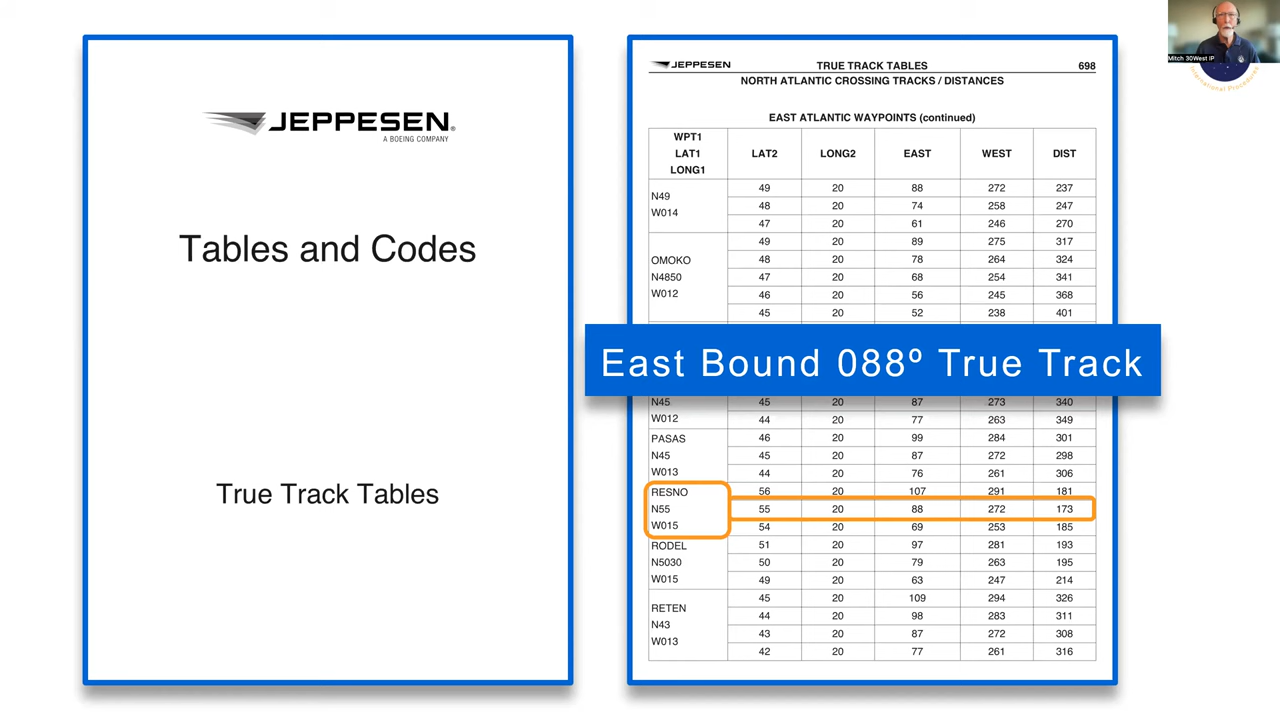 JEPPESEN®
A BOEING COMPANY
Tables and Codes
True Track Tables
JEPPESEN TRUE TRACK TABLES 698
NORTH ATLANTIC CROSSING TRACKS / DISTANCES
EAST ATLANTIC WAYPOINTS (continued)
WPT1
LAT1
LONG1
LAT2 LONG2 EAST WEST DIST
N49
W014
49 20 88 272 237
48 20 74 258 247
47 20 61 246 270
OMOKO
N4850
W012
49 20 89 275 317
48 20 78 264 324
47 20 68 254 341
46 20 56 245 368
45 20 52 238 401
East Bound 088º True Track
N45
W012
45 20 87 273 340
44 20 77 263 349
PASAS
N45
W013
46 20 99 284 301
45 20 87 272 298
44 20 76 261 306
RESNO
N55
W015
56 20 107 291 181
55 20 88 272 173
54 20 69 253 185
RODEL
N5030
W015
51 20 97 281 193
50 20 79 263 195
49 20 63 247 214
RETEN
N43
W013
45 20 109 294 326
44 20 98 283 311
43 20 87 272 308
42 20 77 261 316
Mitch 30West IP
International Procedures